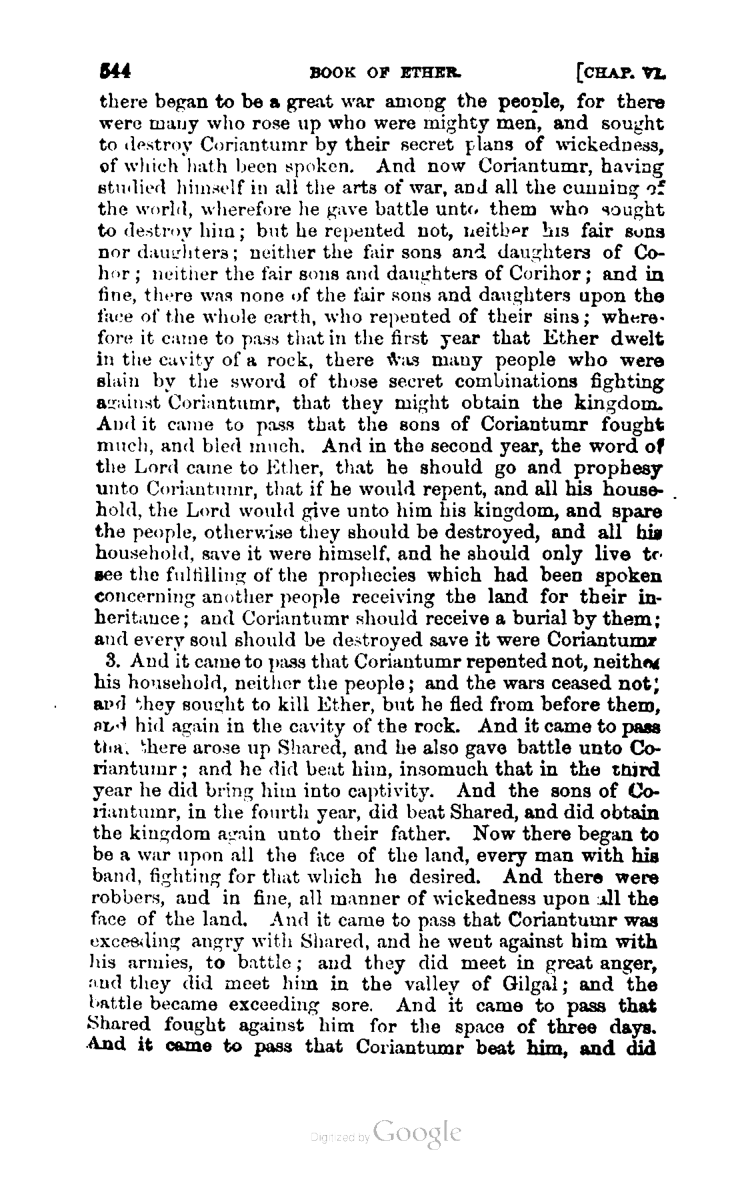 544 BOOK OF ETHER. [CHAP. VI.
there began to be a great war among the people, for there
were many who rose up who were mighty men, and sought
to destroy Coriantumr by their secret plans of wickedness,
of which hath been spoken. And now Coriantumr, having
studied himself in all the arts of war, and all the cunning of
the world, wherefore he gave battle unto them who sought
to destroy him; but he repented not, neither his fair sons
nor daughters; neither the fair sons and daughters of Co-
hor; neither the fair sons and daughters of Corihor; and in
fine, there was none of the fair sons and daughters upon the
face of the whole earth, who repented of their sins; where-
fore it came to pass that in the first year that Ether dwelt
in the cavity of a rock, there was many people who were
slain by the sword of those secret combinations fighting
against Coriantumr, that they might obtain the kingdom.
And it came to pass that the sons of Coriantumr fought
much, and bled much. And in the second year, the word of
the Lord came to Ether, that he should go and prophesy
unto Coriantumr, that if he would repent, and all his house-
hold, the Lord would give unto him his kingdom, and spare
the people, otherwise they should be destroyed, and all his
household, save it were himself, and he should only live to
see the fulfilling of the prophecies which had been spoken
concerning another people receiving the land for their in-
heritance; and Coriantumr should receive a burial by them;
and every soul should be destroyed save it were Coriantumr
3. And it came to pass that Coriantumr repented not, neither
his household, neither the people; and the wars ceased not;
and they sought to kill Ether, but he fled from before them,
and hid again in the cavity of the rock. And it came to pass
that there arose up Shared, and he also gave battle unto Co-
riantumr; and he did beat him, insomuch that in the third
year he did bring him into captivity. And the sons of Co-
riantumr, in the fourth year, did beat Shared, and did obtain
the kingdom again unto their father. Now there began to
be a war upon all the face of the land, every man with his
band, fighting for that which he desired. And there were
robbers, and in fine, all manner of wickedness upon all the
face of the land. And it came to pass that Coriantumr was
exceeding angry with Shared, and he went against him with
his armies, to battle; and they did meet in great anger,
and they did meet him in the valley of Gilgal; and the
battle became exceeding sore. And it came to pass that
Shared fought against him for the space of three days.
And it came to pass that Coriantumr beat him, and did
Digitized by Google